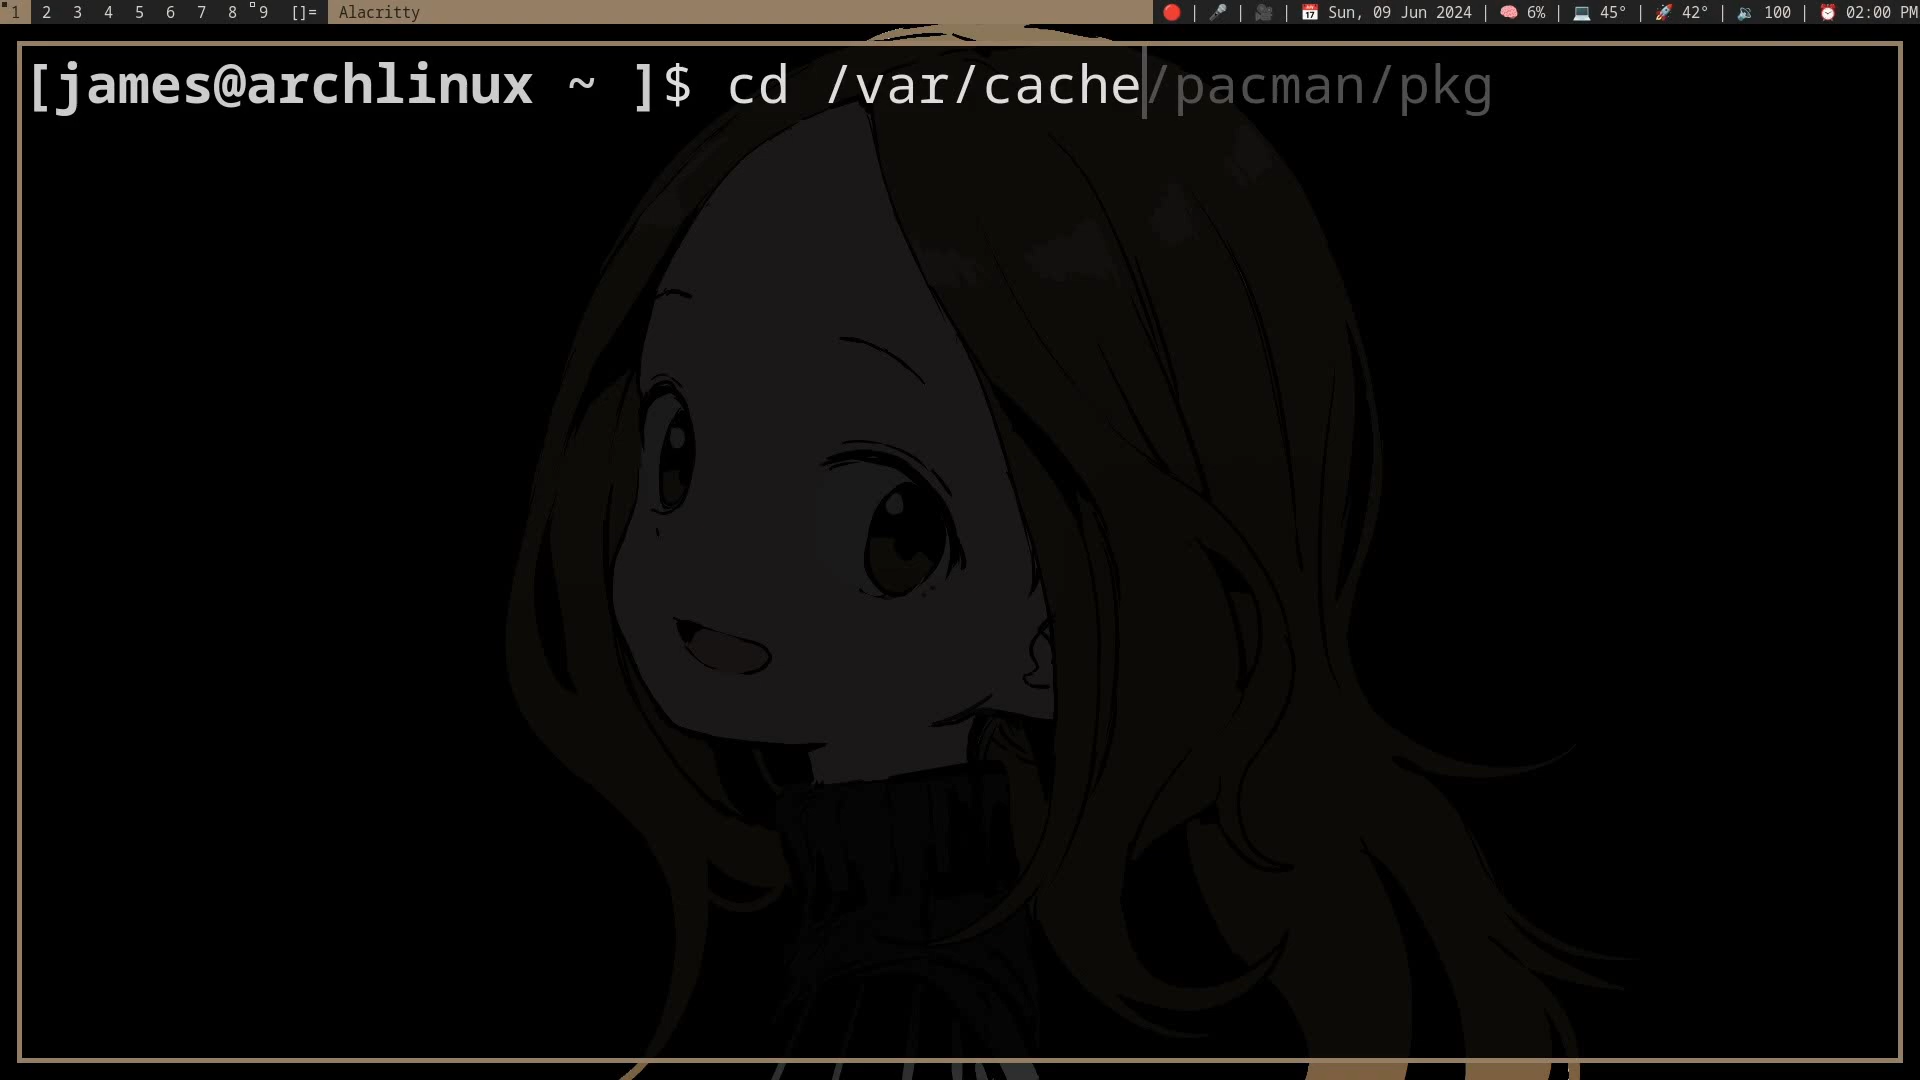 1 2 3 4 5 6 7 8 9 []= Alacritty | | | Sun, 09 Jun 2024 | 6% | 45° | 42° | 100 | 02:00 PM
[james@archlinux ~ ]$ cd /var/cache/pacman/pkg